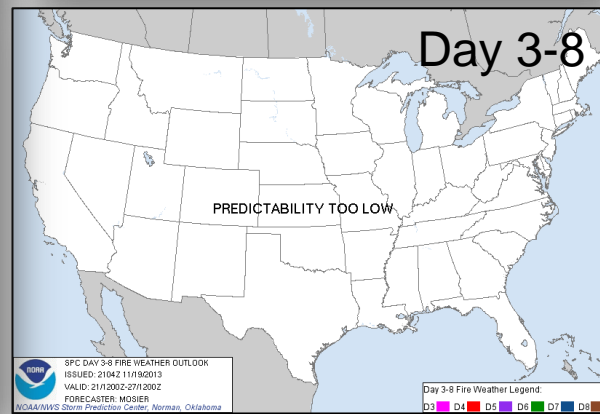 Day 3-8
PREDICTABILITY TOO LOW
SPC DAY 3-8 FIRE WEATHER OUTLOOK
ISSUED: 2104Z 11/19/2013
VALID: 21/1200Z-27/1200Z
FORECASTER: MOSIER
NOAA/NWS Storm Prediction Center, Norman, Oklahoma
NOAA
Day 3-8 Fire Weather Legend:
D3 D4 D5 D6 D7 D8